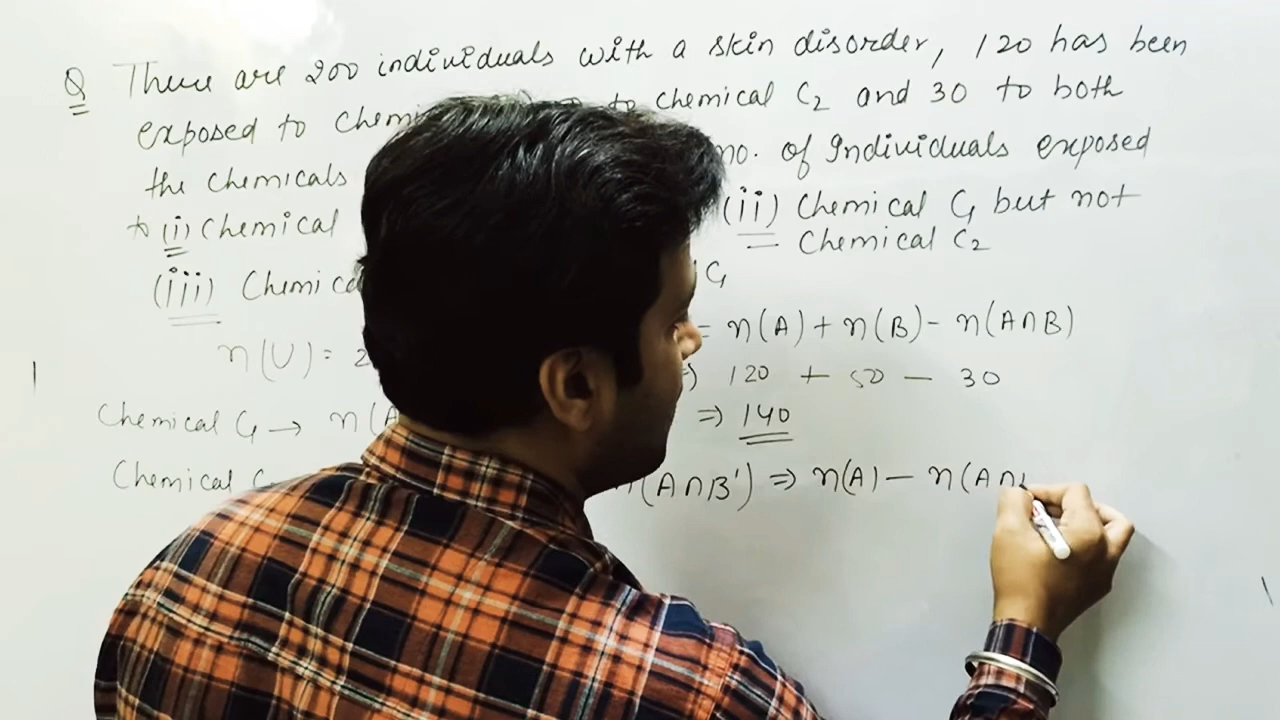 Q There are 200 individuals with a skin disorder, 120 has been
exposed to to chemical C2 and 30 to both
the chemicals no. of Individuals exposed
to (i) Chemical (ii) Chemical C1 but not
Chemical C2
(iii) C1
n(U) = 2 = n(A) + n(B) - n(A∩B)
120 + 50 - 30
Chemical C1 → n(A ⇒ 140
Chemical (A∩B') ⇒ n(A) - n(A∩